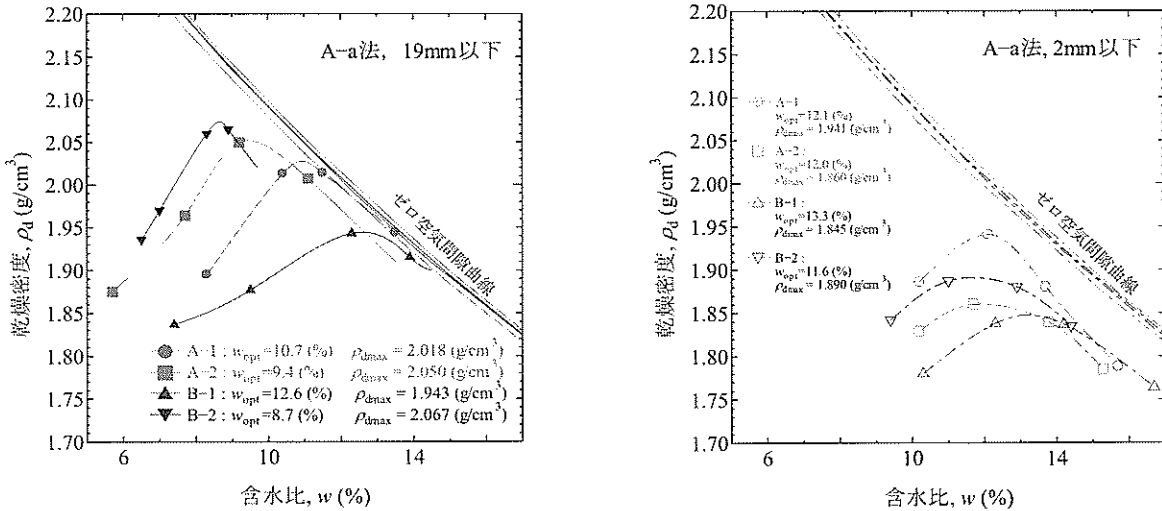 2.20
2.15
2.10
2.05
2.00
1.95
1.90
1.85
1.80
1.75
1.70
乾燥密度, ρd (g/cm³)
A-a法, 19mm以下
ゼロ空気間隙曲線
A-1 : wopt=10.7 (%) ρdmax = 2.018 (g/cm³)
A-2 : wopt=9.4 (%) ρdmax = 2.050 (g/cm³)
B-1 : wopt=12.6 (%) ρdmax = 1.943 (g/cm³)
B-2 : wopt=8.7 (%) ρdmax = 2.067 (g/cm³)
6 10 14
含水比, w (%)
2.20
2.15
2.10
2.05
2.00
1.95
1.90
1.85
1.80
1.75
1.70
乾燥密度, ρd (g/cm³)
A-a法, 2mm以下
A-1
wopt=12.1 (%)
ρdmax = 1.941 (g/cm³)
A-2 :
wopt=12.0 (%)
ρdmax = 1.860 (g/cm³)
B-1 :
wopt=13.3 (%)
ρdmax = 1.845 (g/cm³)
B-2 :
wopt=11.6 (%)
ρdmax = 1.890 (g/cm³)
ゼロ空気間隙曲線
6 10 14
含水比, w (%)